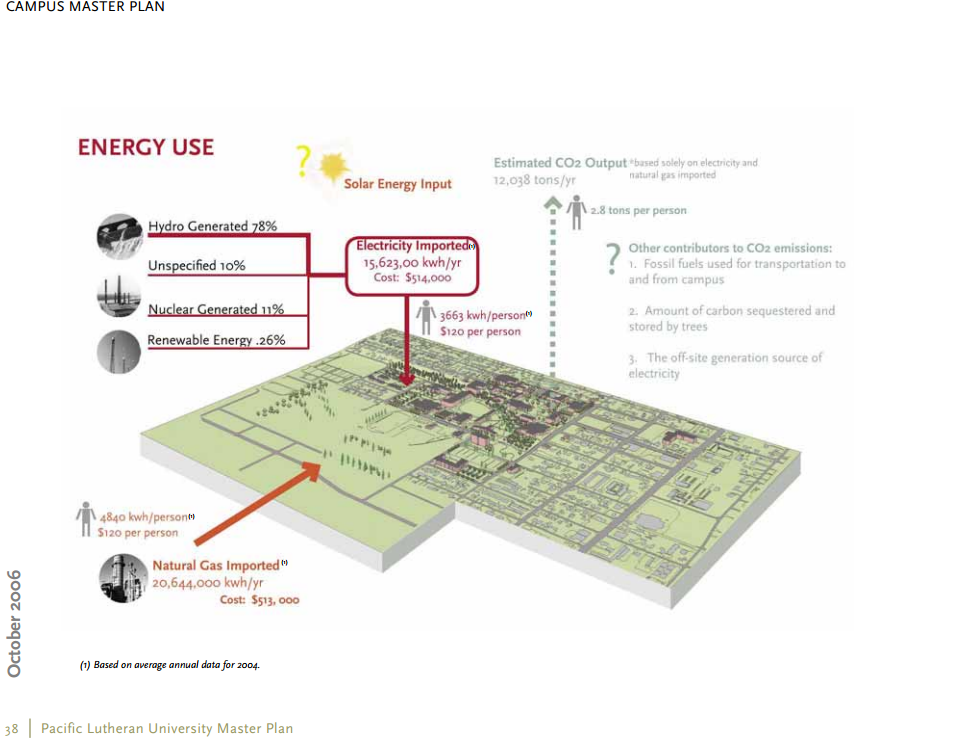 CAMPUS MASTER PLAN
ENERGY USE
?
Solar Energy Input
Estimated CO2 Output *based solely on electricity and
natural gas imported
12,038 tons/yr
2.8 tons per person
Hydro Generated 78%
Unspecified 10%
Nuclear Generated 11%
Renewable Energy .26%
Electricity Imported(1)
15,623,00 kwh/yr
Cost: $514,000
3663 kwh/person(1)
$120 per person
?
Other contributors to CO2 emissions:
1. Fossil fuels used for transportation to
and from campus
2. Amount of carbon sequestered and
stored by trees
3. The off-site generation source of
electricity
4840 kwh/person(1)
$120 per person
Natural Gas Imported (1)
20,644,000 kwh/yr
Cost: $513, 000
October 2006
(1) Based on average annual data for 2004.
38 | Pacific Lutheran University Master Plan